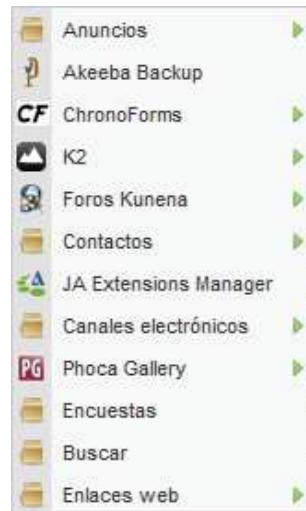 Anuncios
Akeeba Backup
CF ChronoForms
K2
Foros Kunena
Contactos
JA Extensions Manager
Canales electrónicos
PG Phoca Gallery
Encuestas
Buscar
Enlaces web